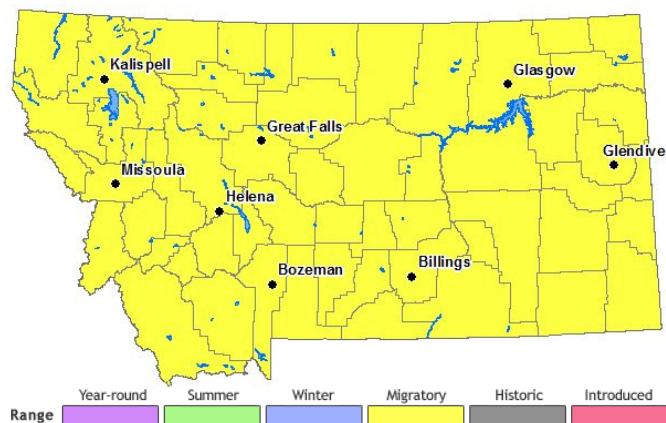 Kalispell
Glasgow
Great Falls
Glendive
Missoula
Helena
Bozeman
Billings
Year-round Summer Winter Migratory Historic Introduced
Range